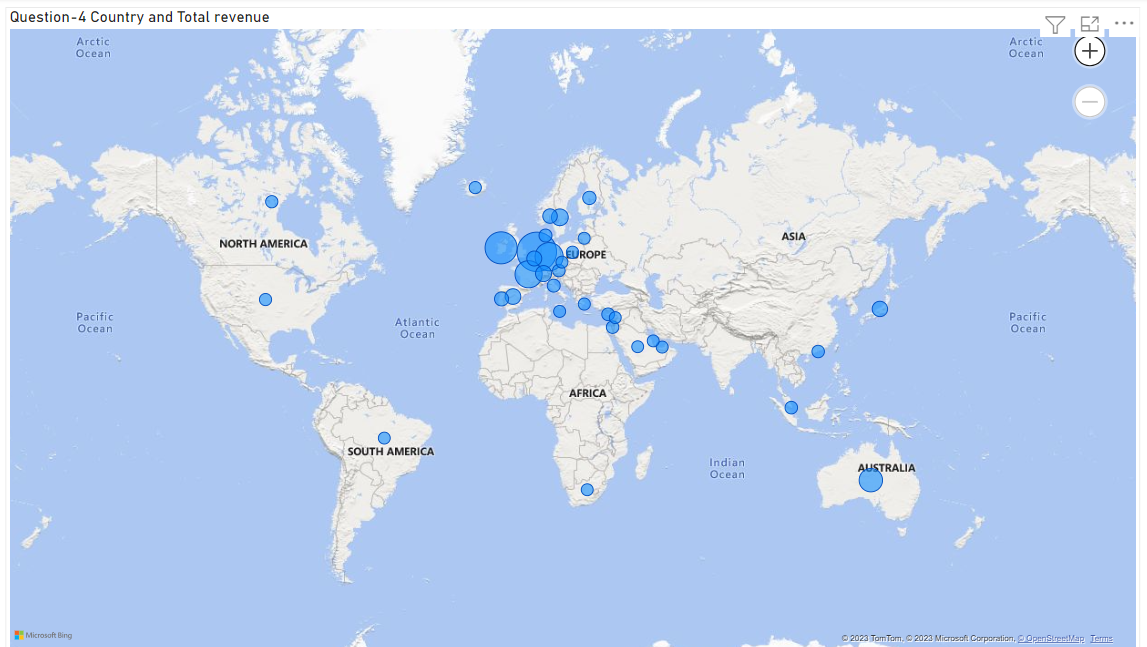 Question-4 Country and Total revenue
Arctic
Ocean
Arctic
Ocean
NORTH AMERICA
ASIA
EUROPE
Pacific
Ocean
Atlantic
Ocean
Pacific
Ocean
AFRICA
SOUTH AMERICA
Indian
Ocean
AUSTRALIA
Microsoft Bing
© 2023 TomTom, © 2023 Microsoft Corporation, © OpenStreetMap Terms